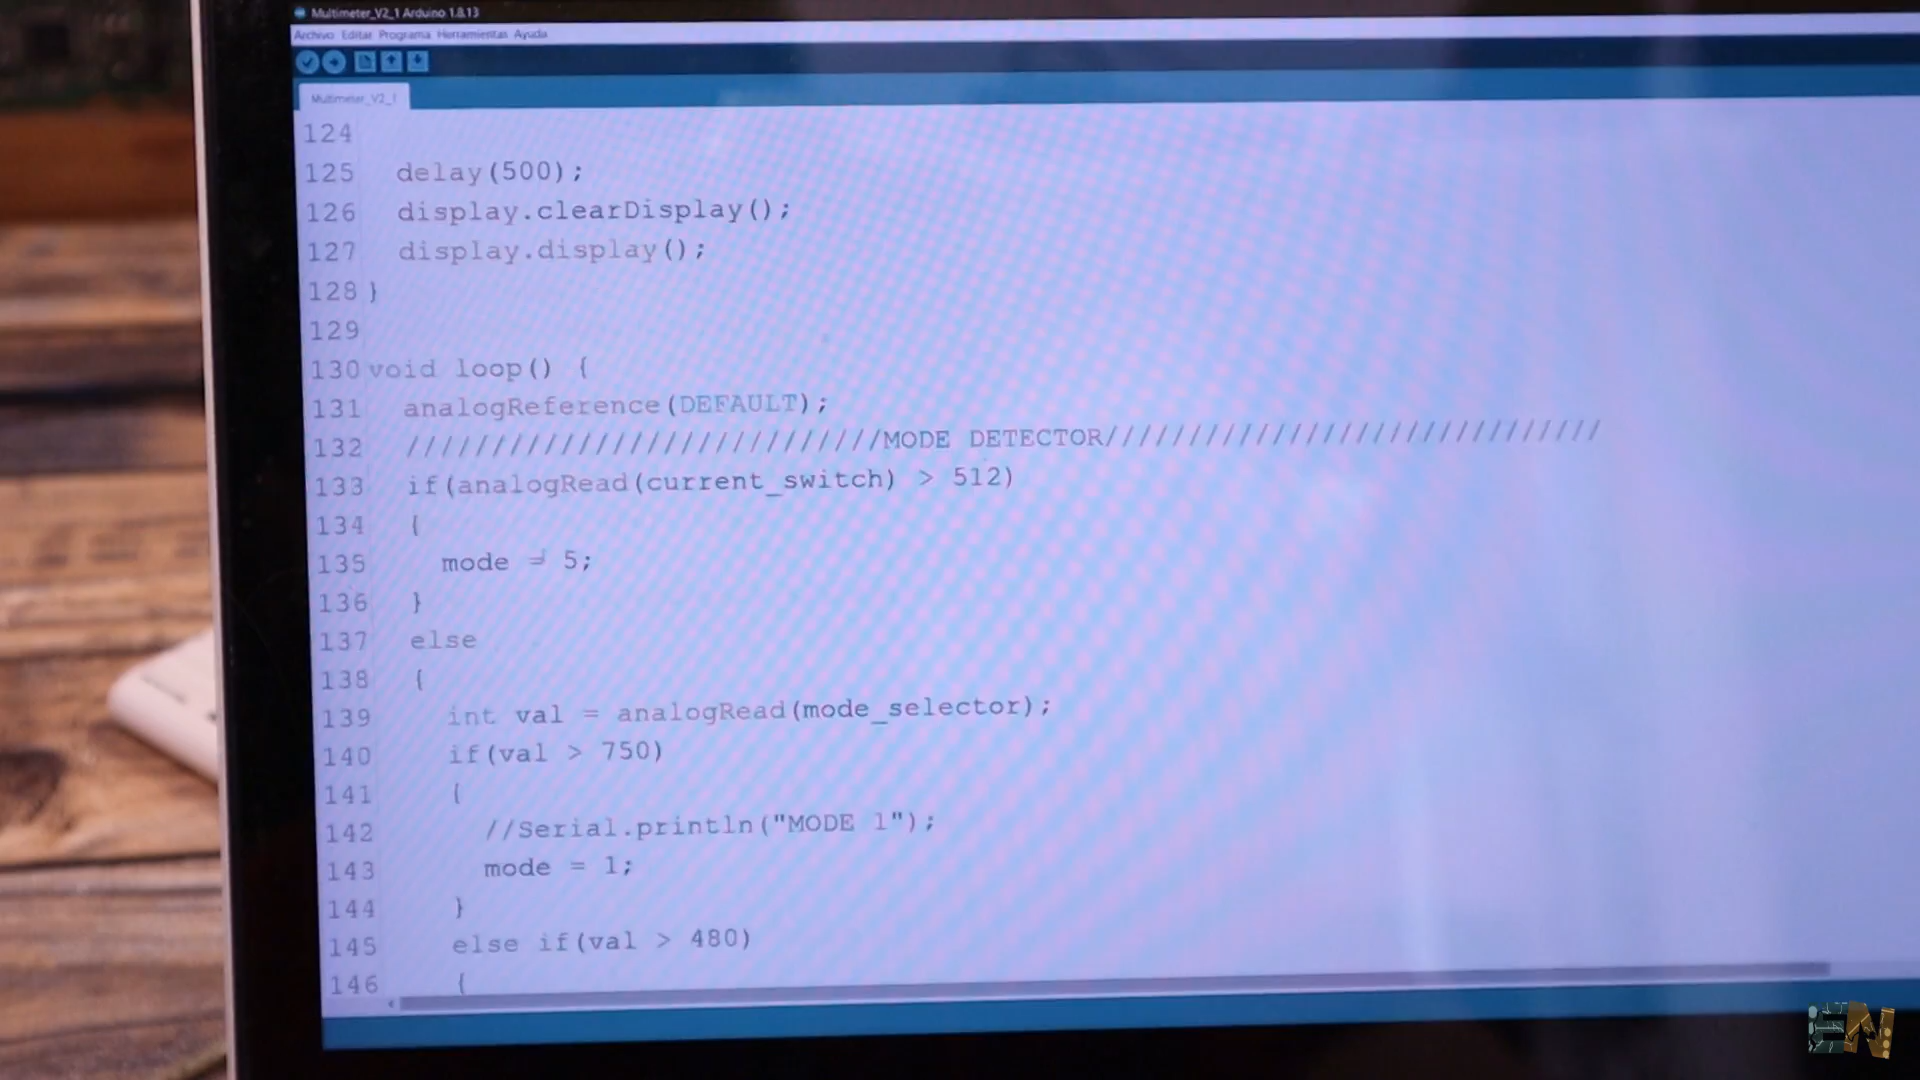 Multimeter_V2_1 Arduino 1.8.13
Archivo Editar Programa Herramientas Ayuda
Multimeter_V2_1
124
125 delay(500);
126 display.clearDisplay();
127 display.display();
128 }
129
130 void loop() {
131 analogReference(DEFAULT);
132 ////////////////////////////MODE DETECTOR/////////////////////////////
133 if(analogRead(current_switch) > 512)
134 {
135 mode = 5;
136 }
137 else
138 {
139 int val = analogRead(mode_selector);
140 if(val > 750)
141 {
142 //Serial.println("MODE 1");
143 mode = 1;
144 }
145 else if(val > 480)
146 {
EN